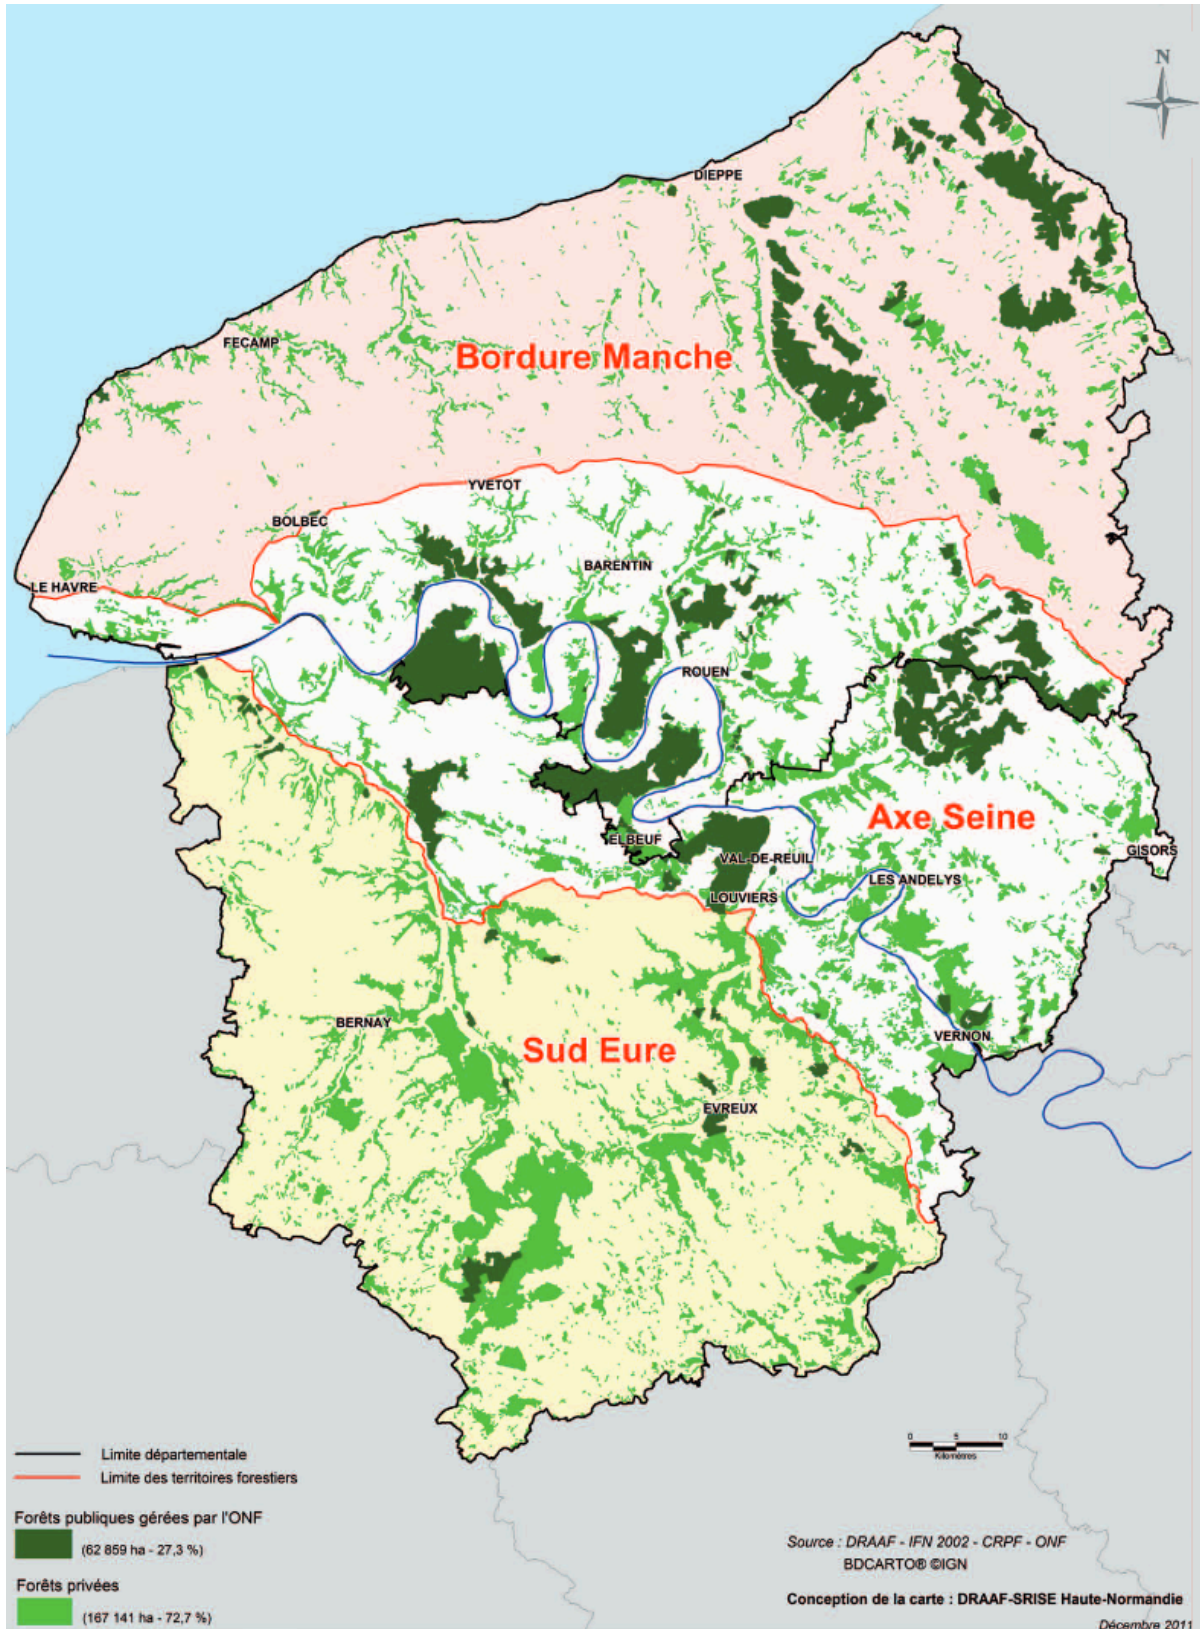 N
DIEPPE
FECAMP
Bordure Manche
YVETOT
BOLBEC
BARENTIN
LE HAVRE
ROUEN
Axe Seine
ELBEUF
VAL-DE-REUIL
GISORS
LES ANDELYS
LOUVIERS
BERNAY
VERNON
Sud Eure
EVREUX
0 5 10
Kilomètres
Limite départementale
Limite des territoires forestiers
Forêts publiques gérées par l'ONF
(62 859 ha - 27,3 %)
Forêts privées
(167 141 ha - 72,7 %)
Source : DRAAF - IFN 2002 - CRPF - ONF
BDCARTO® ©IGN
Conception de la carte : DRAAF-SRISE Haute-Normandie
Décembre 2011